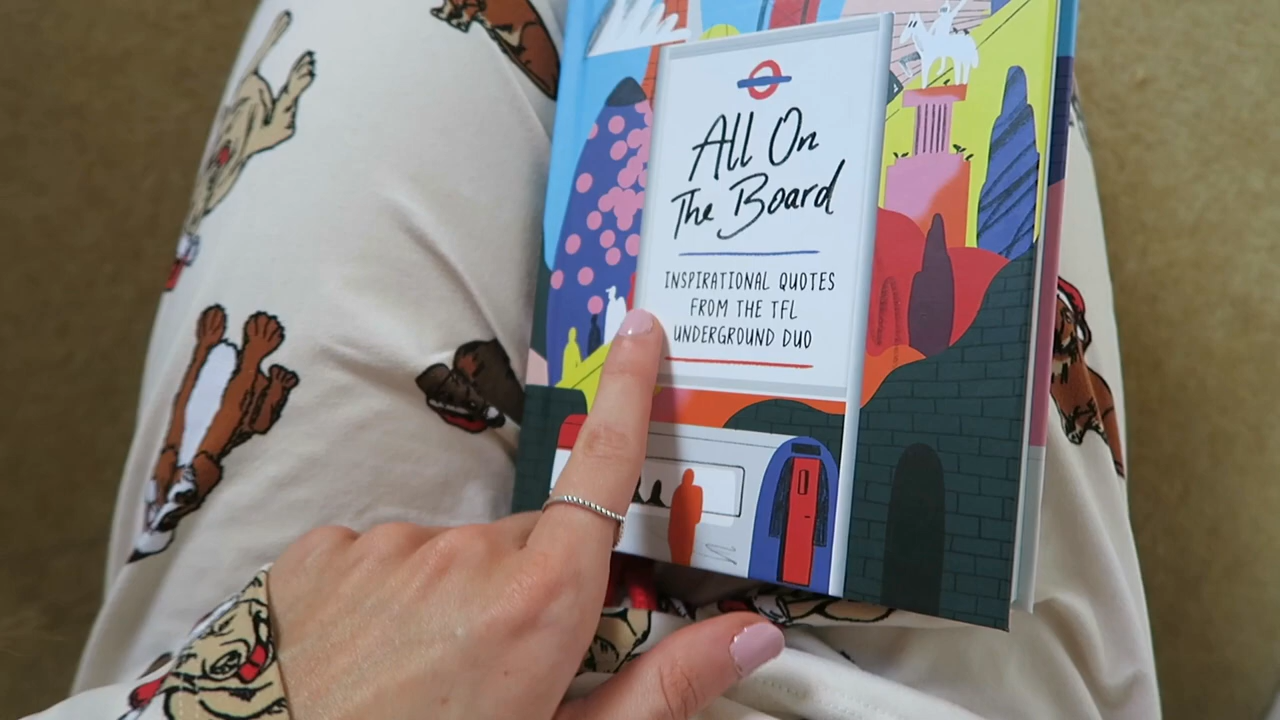 All On
The Board
INSPIRATIONAL QUOTES
FROM THE TFL
UNDERGROUND DUO